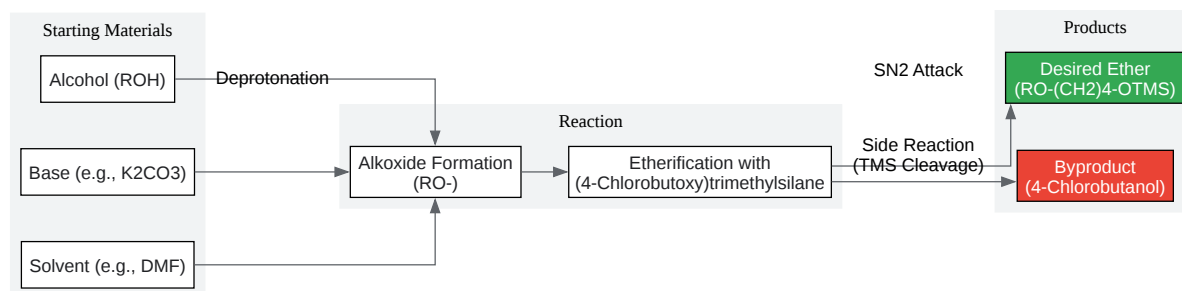 Starting Materials
Alcohol (ROH)
Deprotonation
Base (e.g., K2CO3)
Solvent (e.g., DMF)
Reaction
Alkoxide Formation
(RO-)
Etherification with
(4-Chlorobutoxy)trimethylsilane
SN2 Attack
Side Reaction
(TMS Cleavage)
Products
Desired Ether
(RO-(CH2)4-OTMS)
Byproduct
(4-Chlorobutanol)